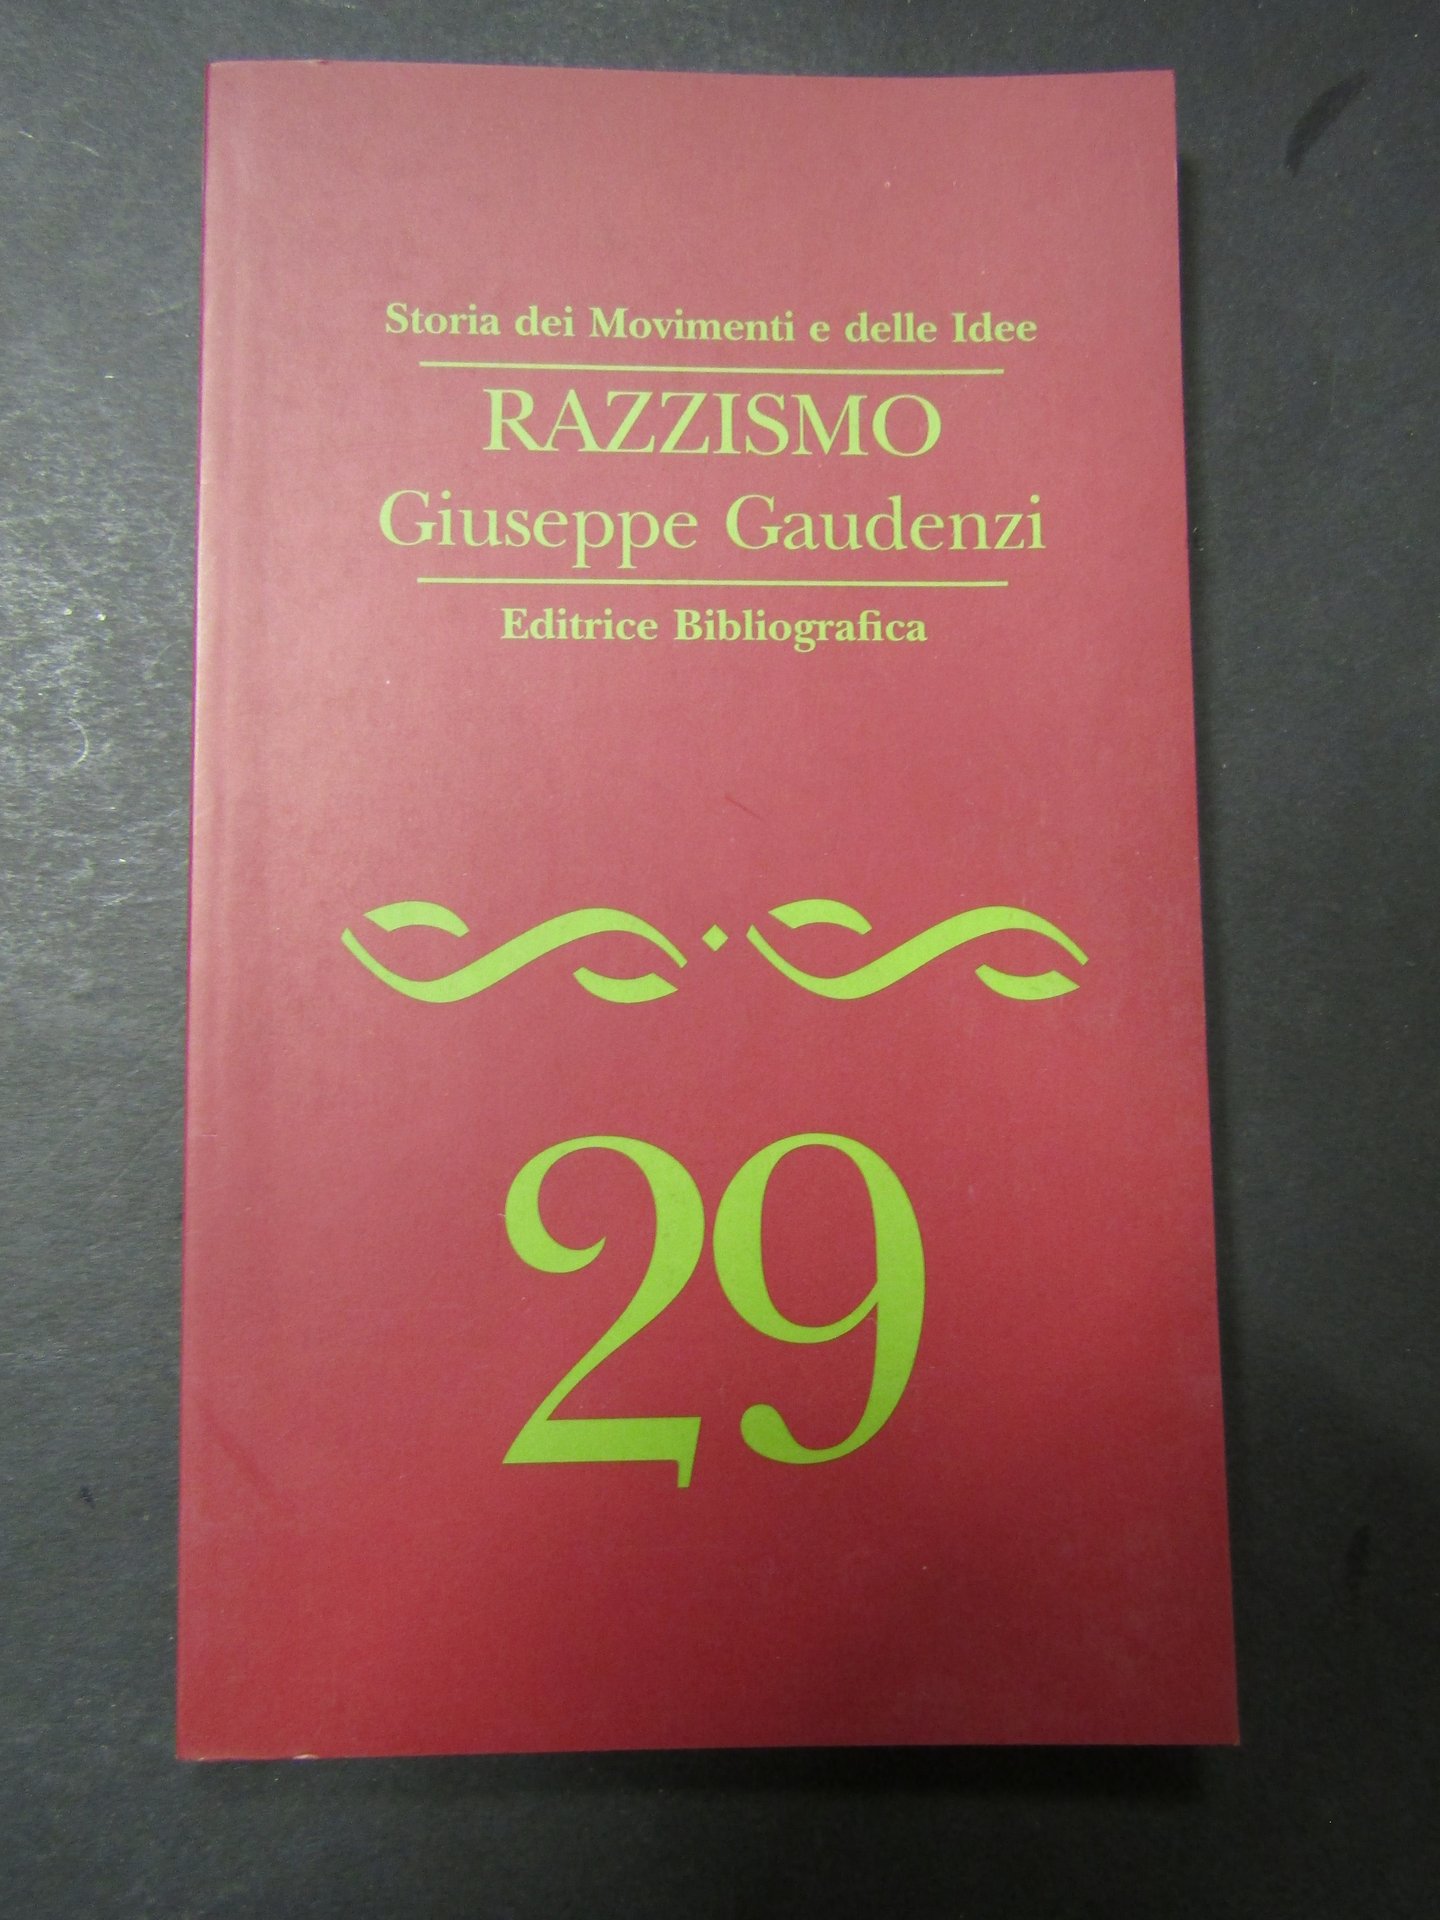 Storia dei Movimenti e delle Idee
RAZZISMO
Giuseppe Gaudenzi
Editrice Bibliografica
29